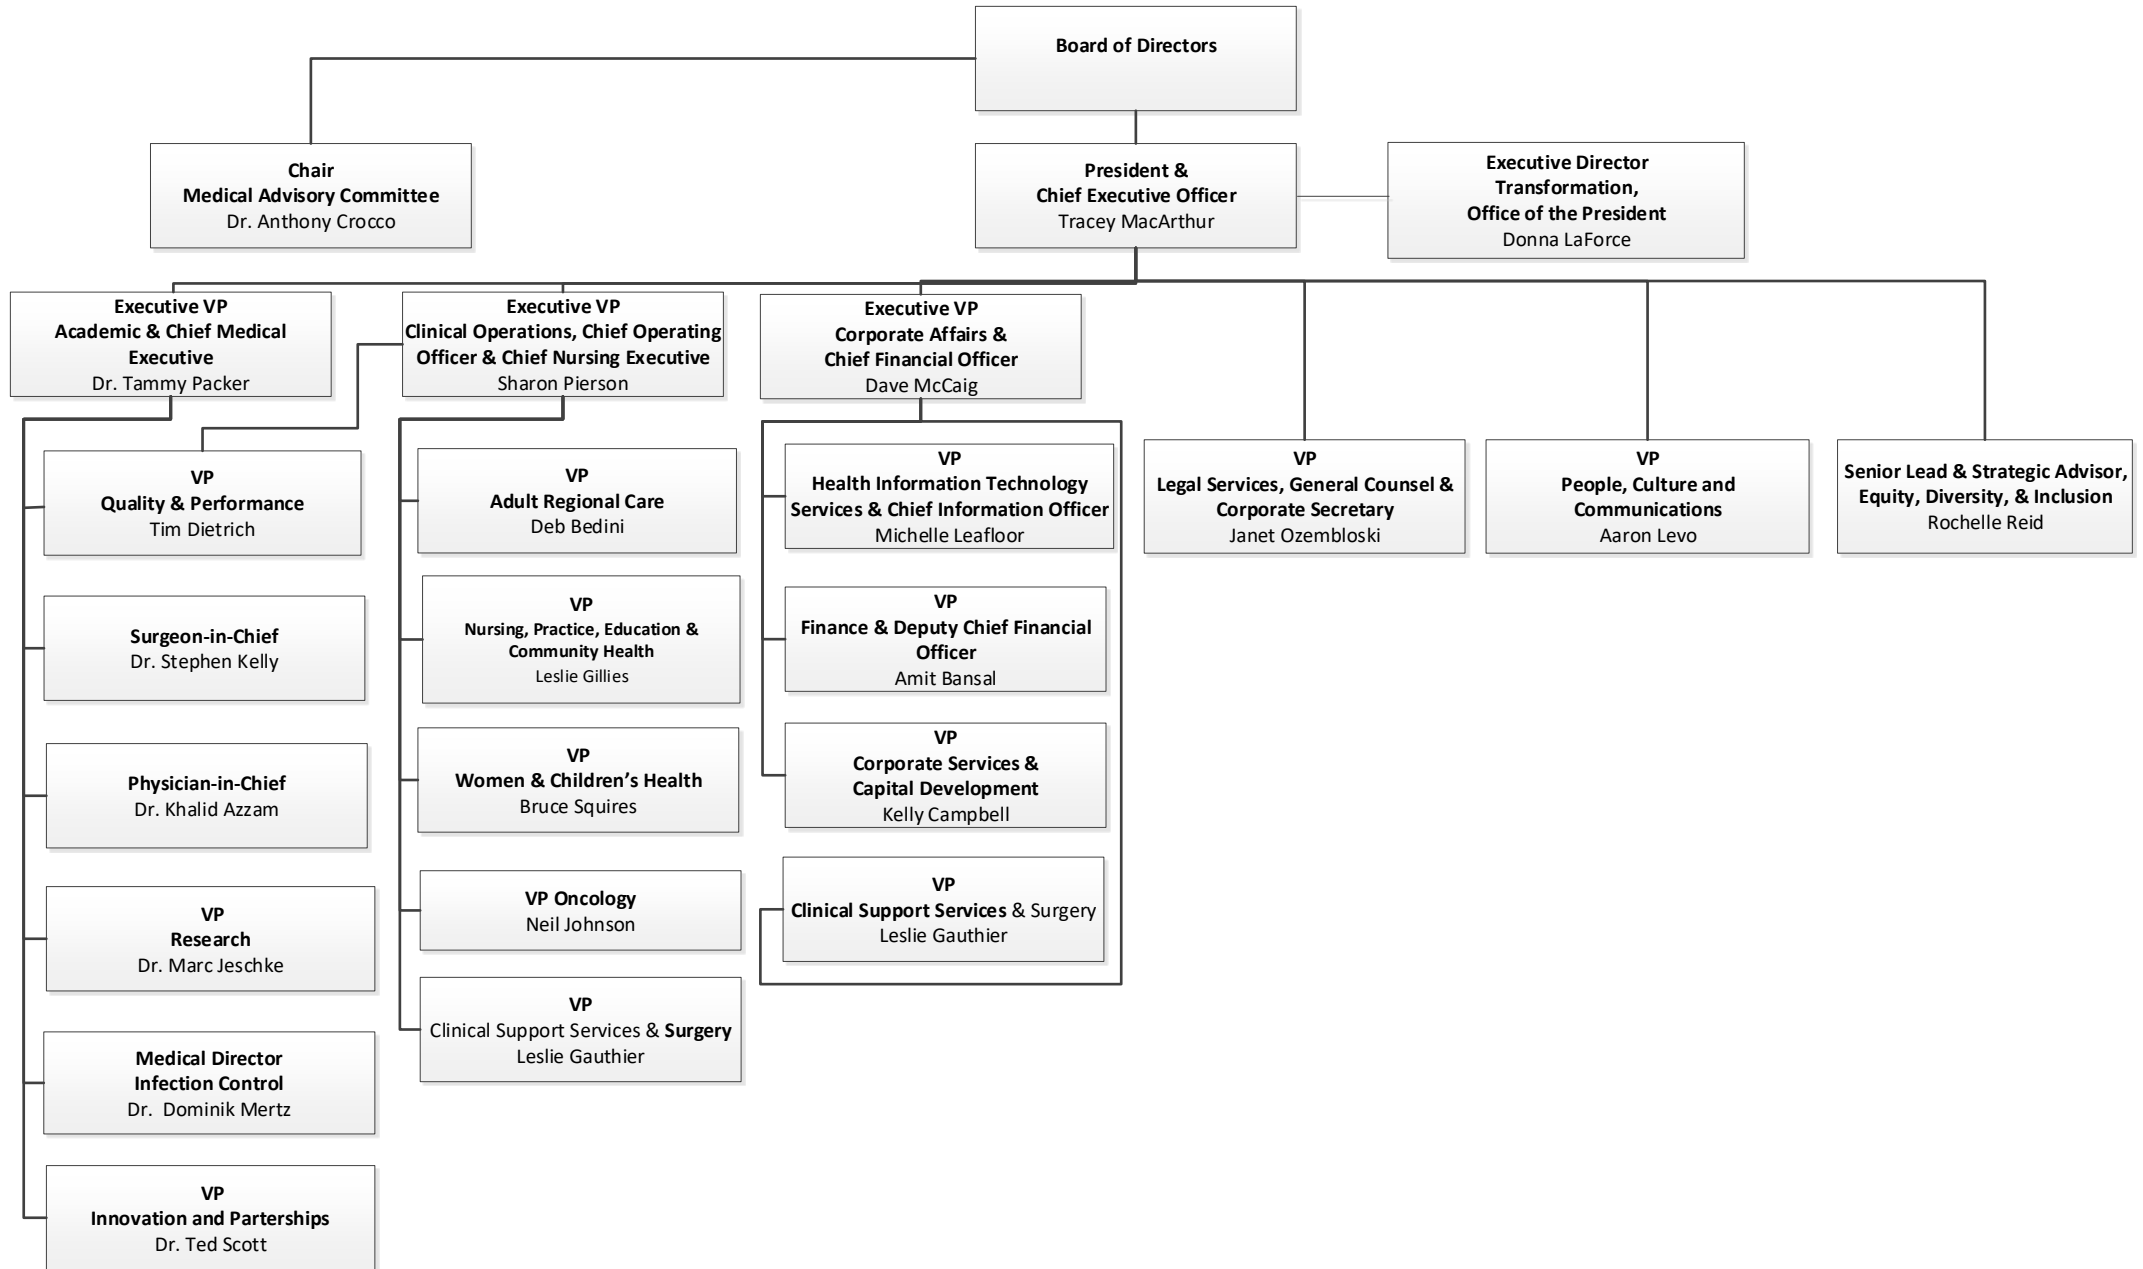 Board of Directors
Chair
Medical Advisory Committee
Dr. Anthony Crocco
President &
Chief Executive Officer
Tracey MacArthur
Executive Director
Transformation,
Office of the President
Donna LaForce
Executive VP
Academic & Chief Medical
Executive
Dr. Tammy Packer
Executive VP
Clinical Operations, Chief Operating
Officer & Chief Nursing Executive
Sharon Pierson
Executive VP
Corporate Affairs &
Chief Financial Officer
Dave McCaig
VP
Quality & Performance
Tim Dietrich
Surgeon-in-Chief
Dr. Stephen Kelly
Physician-in-Chief
Dr. Khalid Azzam
VP
Research
Dr. Marc Jeschke
Medical Director
Infection Control
Dr.  Dominik Mertz
VP
Innovation and Parterships
Dr. Ted Scott
VP
Adult Regional Care
Deb Bedini
VP
Nursing, Practice, Education &
Community Health
Leslie Gillies
VP
Women & Children’s Health
Bruce Squires
VP Oncology
Neil Johnson
VP
Clinical Support Services & Surgery
Leslie Gauthier
VP
Health Information Technology
Services & Chief Information Officer
Michelle Leafloor
VP
Finance & Deputy Chief Financial
Officer
Amit Bansal
VP
Corporate Services &
Capital Development
Kelly Campbell
VP
Clinical Support Services & Surgery
Leslie Gauthier
VP
Legal Services, General Counsel &
Corporate Secretary
Janet Ozembloski
VP
People, Culture and
Communications
Aaron Levo
Senior Lead & Strategic Advisor,
Equity, Diversity, & Inclusion
Rochelle Reid